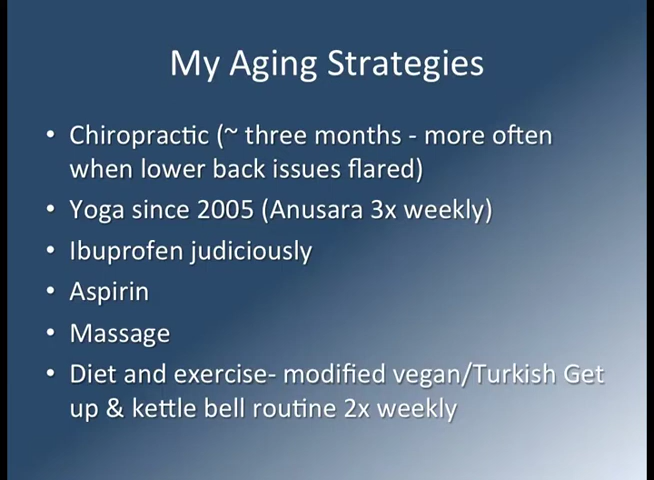 My Aging Strategies
• Chiropractic (~ three months - more often
when lower back issues flared)
• Yoga since 2005 (Anusara 3x weekly)
• Ibuprofen judiciously
• Aspirin
• Massage
• Diet and exercise- modified vegan/Turkish Get
up & kettle bell routine 2x weekly